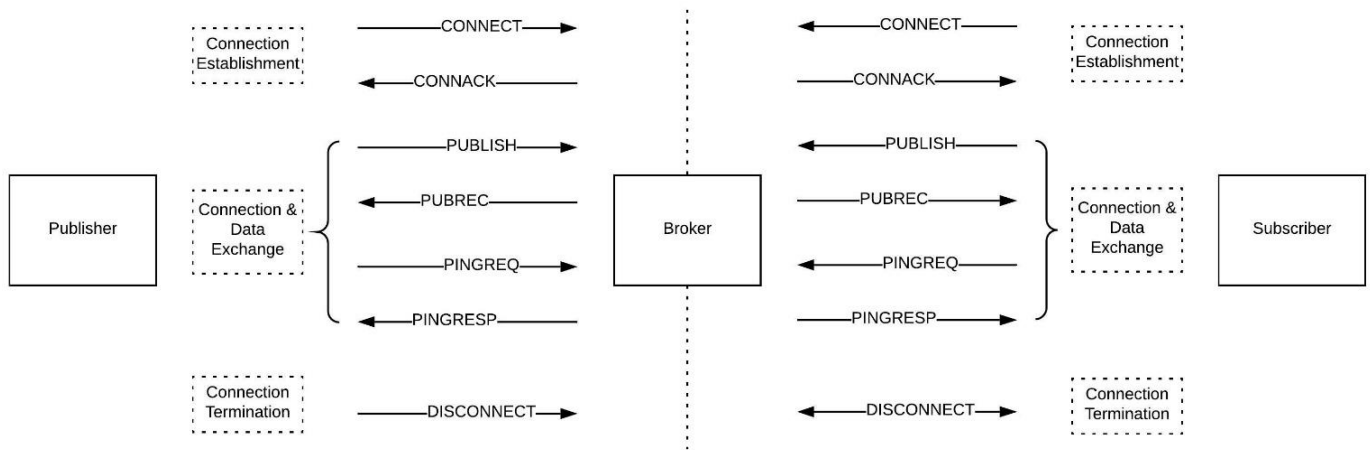 CONNECT
CONNECT
Connection
Establishment
Connection
Establishment
CONNACK
CONNACK
PUBLISH
PUBLISH
Publisher
Connection &
Data
Exchange
PUBREC
Broker
PUBREC
Connection &
Data
Exchange
Subscriber
PINGREQ
PINGREQ
PINGRESP
PINGRESP
Connection
Termination
DISCONNECT
DISCONNECT
Connection
Termination